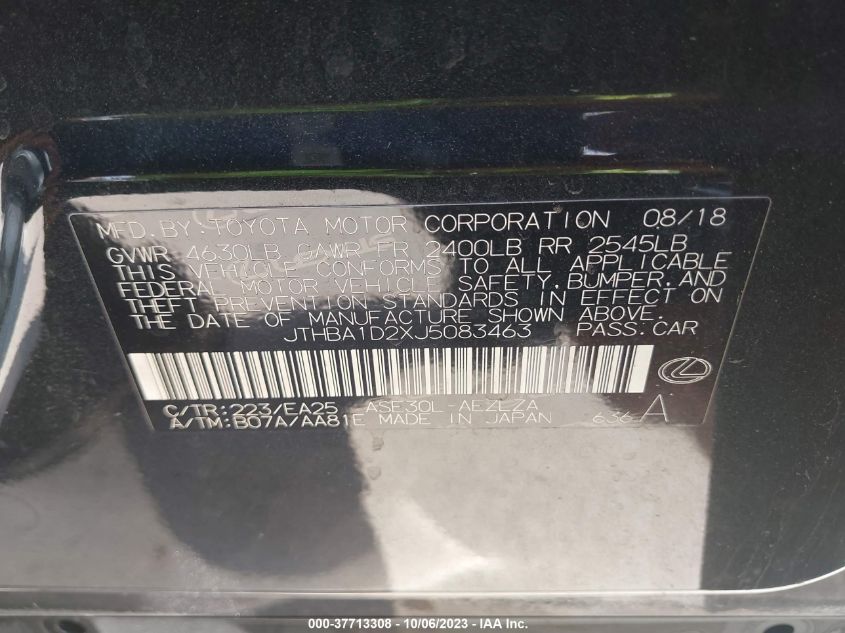 MFD.BY:TOYOTA MOTOR CORPORATION 08/18
GVWR 4630LB GAWR FR 2400LB RR 2545LB
THIS VEHICLE CONFORMS TO ALL APPLICABLE
FEDERAL MOTOR VEHICLE SAFETY,BUMPER,AND
THEFT PREVENTION STANDARDS IN EFFECT ON
THE DATE OF MANUFACTURE SHOWN ABOVE.
JTHBA1D2XJ5083463 PASS.CAR
C/TR:223/EA25 ASE30L-AEZLZA
A/TM:B07A/AA81E MADE IN JAPAN 636-A
000-37713308 - 10/06/2023 - IAA Inc.